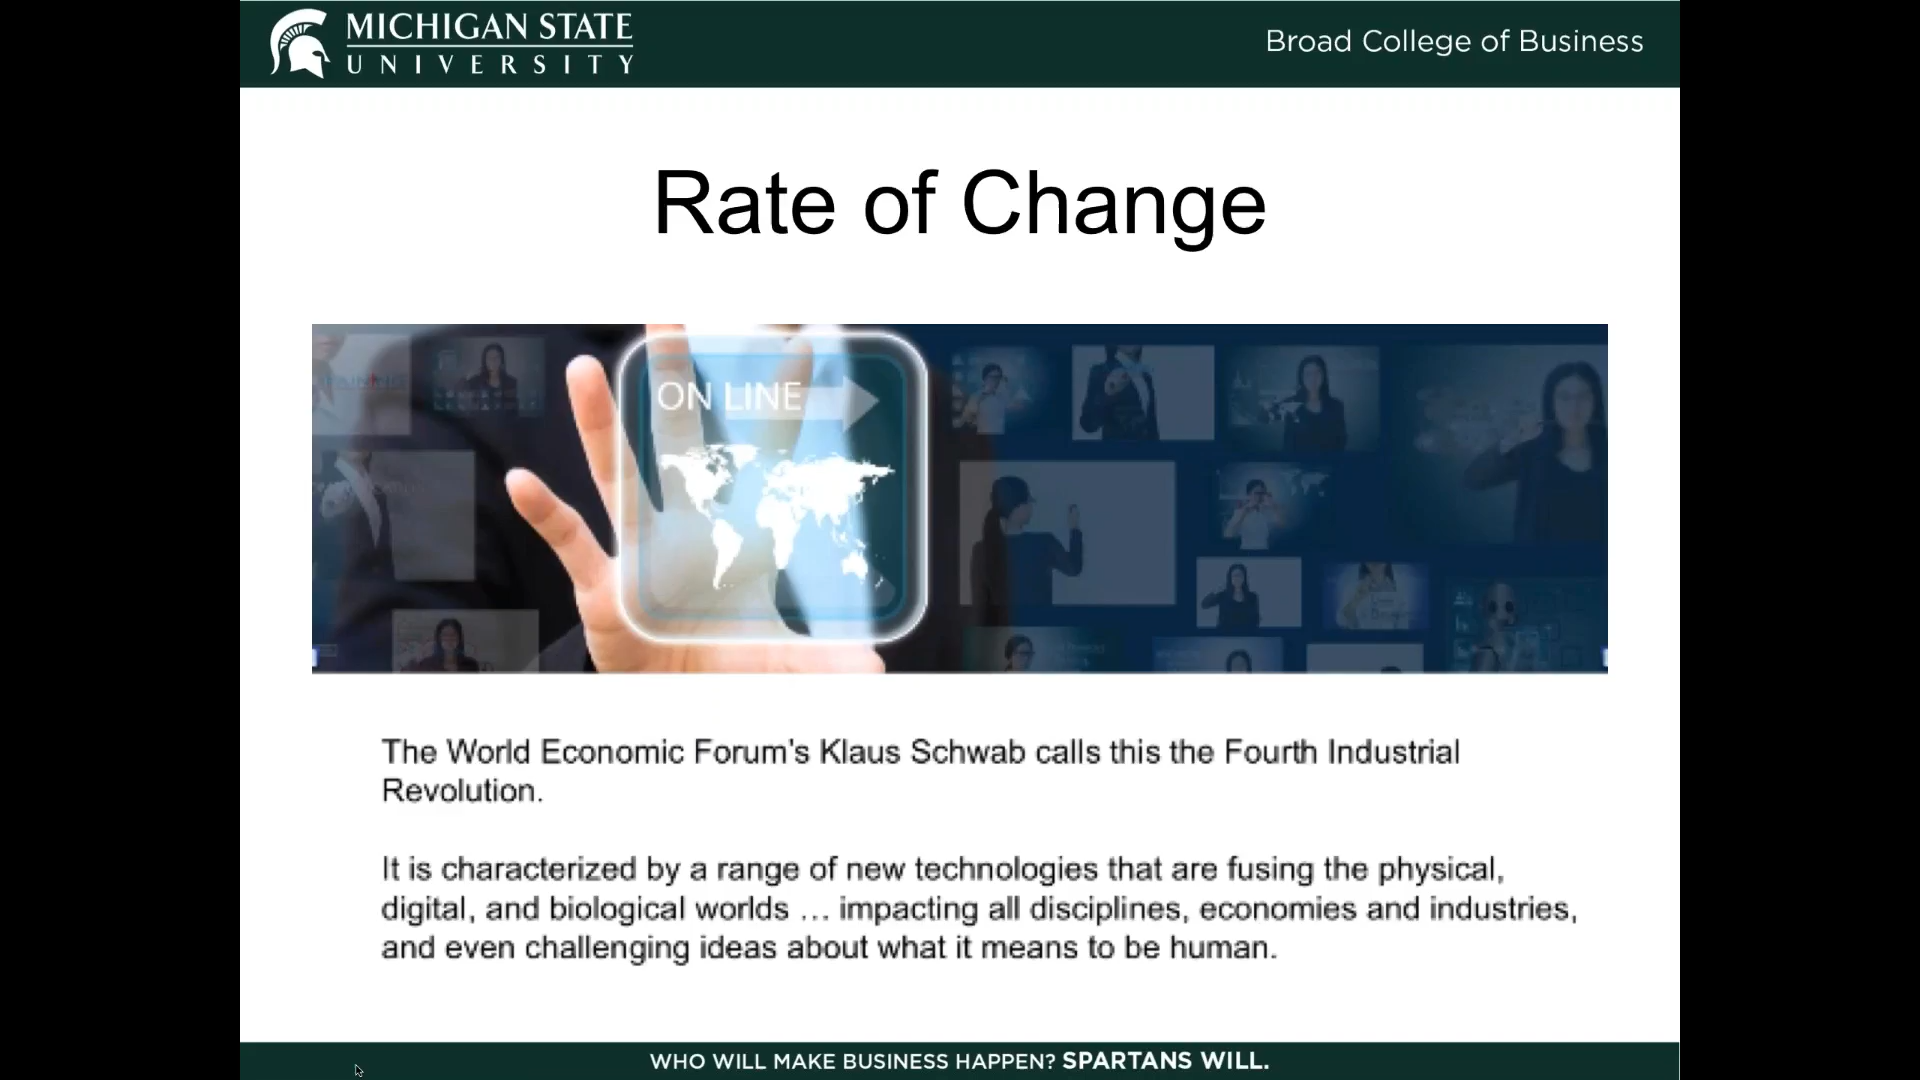 MICHIGAN STATE
UNIVERSITY
Broad College of Business
Rate of Change
ON LINE
The World Economic Forum's Klaus Schwab calls this the Fourth Industrial
Revolution.
It is characterized by a range of new technologies that are fusing the physical,
digital, and biological worlds … impacting all disciplines, economies and industries,
and even challenging ideas about what it means to be human.
WHO WILL MAKE BUSINESS HAPPEN? SPARTANS WILL.